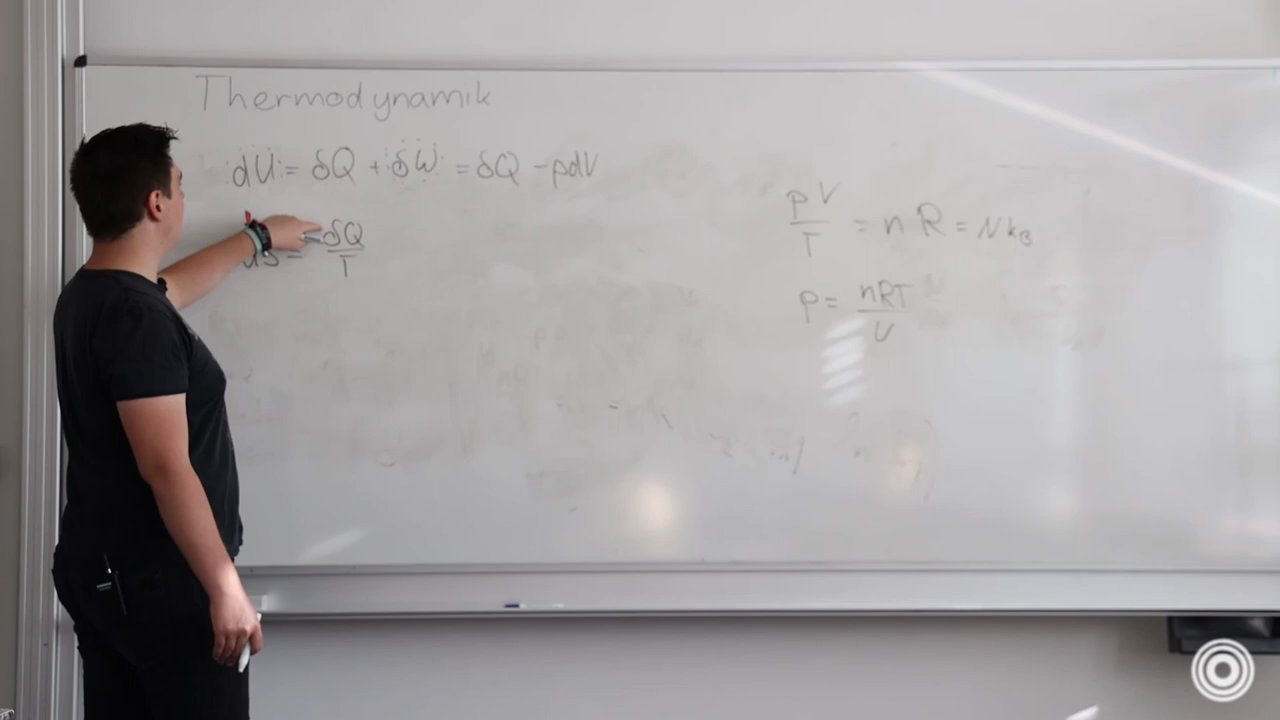 Thermodynamik
dU = δQ + δW = δQ - pdV
dS = δQ/T
pV/T = nR = Nk_B
p = nRT/V